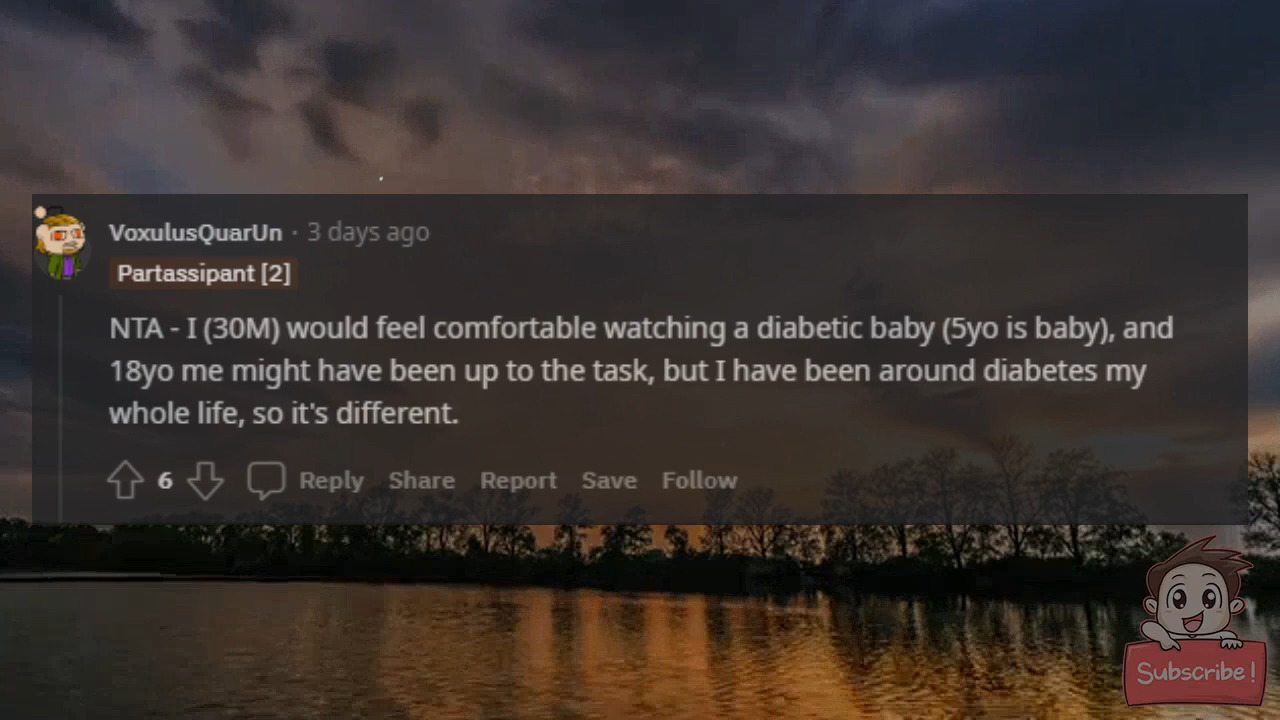 VoxulusQuarUn · 3 days ago
Partassipant [2]
NTA - I (30M) would feel comfortable watching a diabetic baby (5yo is baby), and
18yo me might have been up to the task, but I have been around diabetes my
whole life, so it's different.
6 Reply Share Report Save Follow
Subscribe!